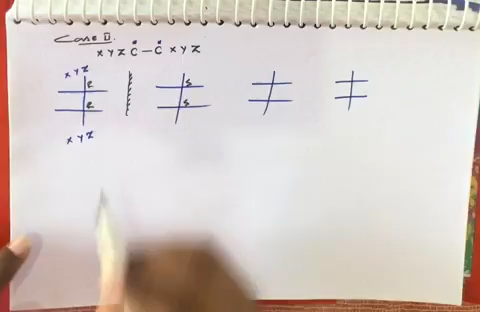 Case II.
x y z Ċ — Ċ x y z
x y z
R S
R S
x y z